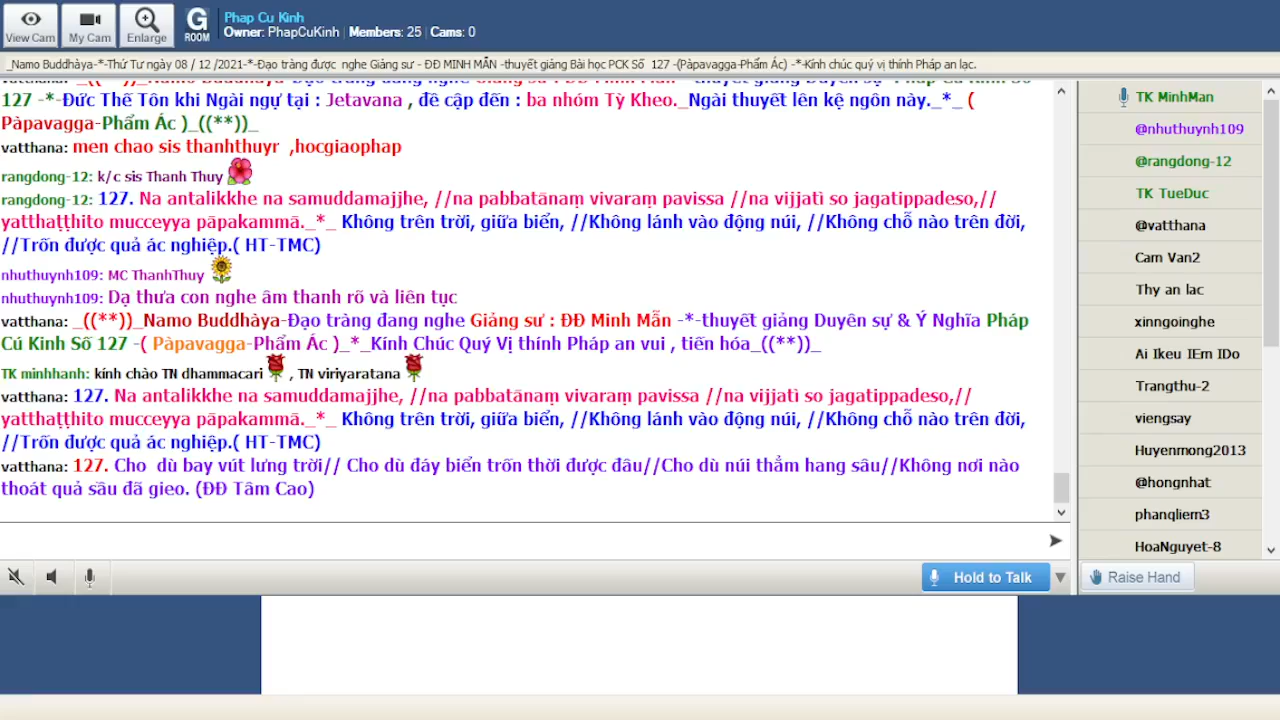 View Cam
My Cam
Enlarge
G
ROOM
Phap Cu Kinh
Owner: PhapCuKinh | Members: 25 | Cams: 0
_Namo Buddhàya-*-Thứ Tư ngày 08 / 12 /2021-*-Đạo tràng được nghe Giảng sư - ĐĐ MINH MẪN -thuyết giảng Bài học PCK Số 127 -(Pàpavagga-Phẩm Ác) -*-Kính chúc quý vị thính Pháp an lạc.
127 -*-Đức Thế Tôn khi Ngài ngự tại : Jetavana , đề cập đến : ba nhóm Tỳ Kheo._Ngài thuyết lên kệ ngôn này._*_ (
Pàpavagga-Phẩm Ác )_((**))_
vatthana: men chao sis thanhthuyr ,hocgiaophap
rangdong-12: k/c sis Thanh Thuy
rangdong-12: 127. Na antalikkhe na samuddamajjhe, //na pabbatānaṃ vivaraṃ pavissa //na vijjatì so jagatippadeso,//
yatthaṭṭhito mucceyya pāpakammā._*_ Không trên trời, giữa biển, //Không lánh vào động núi, //Không chỗ nào trên đời,
//Trốn được quả ác nghiệp.( HT-TMC)
nhuthuynh109: MC ThanhThuy
nhuthuynh109: Dạ thưa con nghe âm thanh rõ và liên tục
vatthana: _((**))_Namo Buddhàya-Đạo tràng đang nghe Giảng sư : ĐĐ Minh Mẫn -*-thuyết giảng Duyên sự & Ý Nghĩa Pháp
Cú Kinh Số 127 -( Pàpavagga-Phẩm Ác )_*_Kính Chúc Quý Vị thính Pháp an vui , tiến hóa_((**))_
TK minhhanh: kính chào TN dhammacari , TN viriyaratana
vatthana: 127. Na antalikkhe na samuddamajjhe, //na pabbatānaṃ vivaraṃ pavissa //na vijjatì so jagatippadeso,//
yatthaṭṭhito mucceyya pāpakammā._*_ Không trên trời, giữa biển, //Không lánh vào động núi, //Không chỗ nào trên đời,
//Trốn được quả ác nghiệp.( HT-TMC)
vatthana: 127. Cho dù bay vút lưng trời// Cho dù đáy biển trốn thời được đâu//Cho dù núi thẳm hang sâu//Không nơi nào
thoát quả sầu đã gieo. (ĐĐ Tâm Cao)
Hold to Talk
TK MinhMan
@nhuthuynh109
@rangdong-12
TK TueDuc
@vatthana
Cam Van2
Thy an lac
xinngoinghe
Ai Ikeu IEm IDo
Trangthu-2
viengsay
Huyenmong2013
@hongnhat
phanqliem3
HoaNguyet-8
Raise Hand